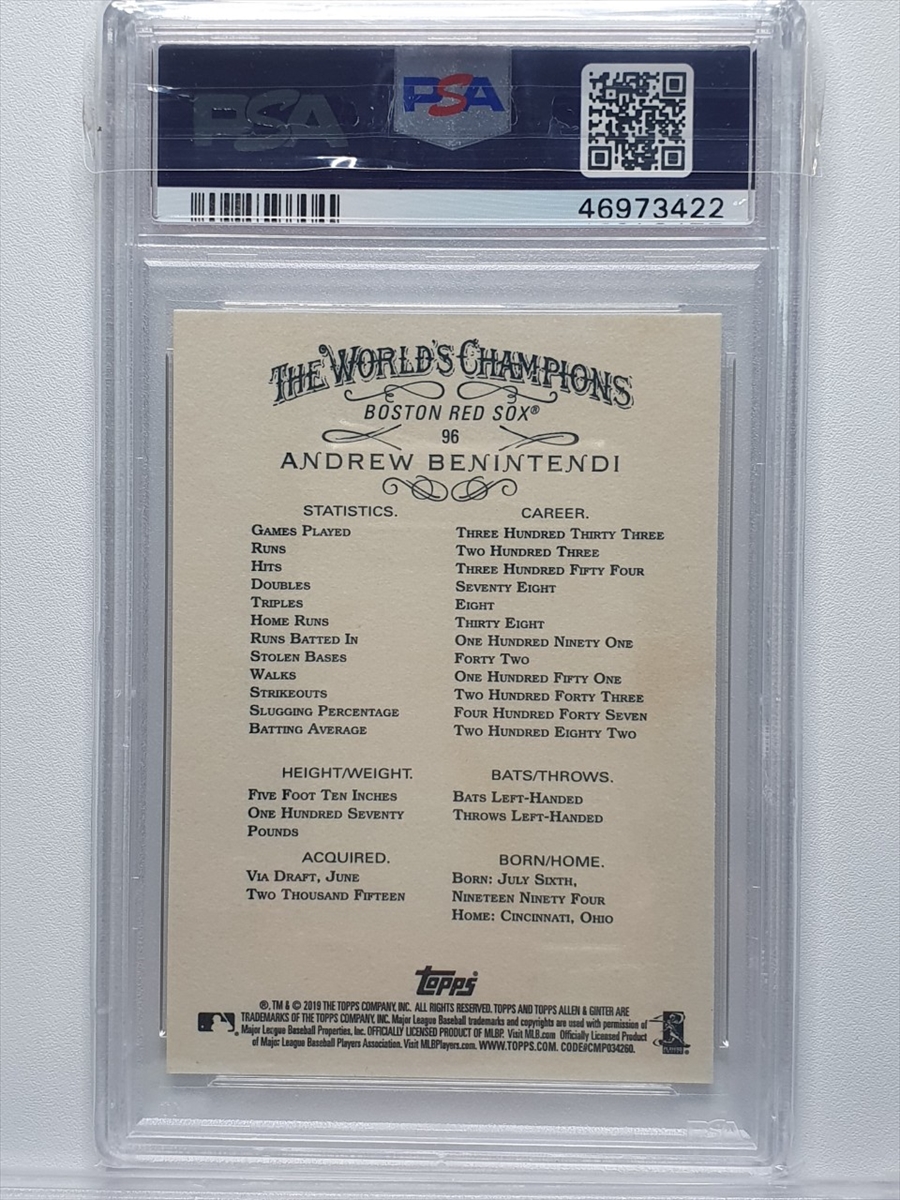 PSA PSA
46973422
THE WORLD'S CHAMPIONS
BOSTON RED SOX®
96
ANDREW BENINTENDI
STATISTICS. CAREER.
GAMES PLAYED THREE HUNDRED THIRTY THREE
RUNS TWO HUNDRED THREE
HITS THREE HUNDRED FIFTY FOUR
DOUBLES SEVENTY EIGHT
TRIPLES EIGHT
HOME RUNS THIRTY EIGHT
RUNS BATTED IN ONE HUNDRED NINETY ONE
STOLEN BASES FORTY TWO
WALKS ONE HUNDRED FIFTY ONE
STRIKEOUTS TWO HUNDRED FORTY THREE
SLUGGING PERCENTAGE FOUR HUNDRED FORTY SEVEN
BATTING AVERAGE TWO HUNDRED EIGHTY TWO
HEIGHT/WEIGHT. BATS/THROWS.
FIVE FOOT TEN INCHES BATS LEFT-HANDED
ONE HUNDRED SEVENTY THROWS LEFT-HANDED
POUNDS
ACQUIRED. BORN/HOME.
VIA DRAFT, JUNE BORN: JULY SIXTH,
TWO THOUSAND FIFTEEN NINETEEN NINETY FOUR
HOME: CINCINNATI, OHIO
Topps
®, TM & © 2019 THE TOPPS COMPANY, INC. ALL RIGHTS RESERVED. TOPPS AND TOPPS ALLEN & GINTER ARE
TRADEMARKS OF THE TOPPS COMPANY, INC. Major League Baseball trademarks and copyrights are used with permission of
Major League Baseball Properties, Inc. OFFICIALLY LICENSED PRODUCT OF MLBP. Visit MLB.com Officially Licensed Product
of Major League Baseball Players Association. Visit MLBPlayers.com. WWW.TOPPS.COM. CODE#CMP034260.
PSA